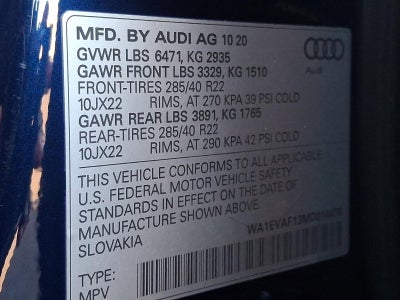 MFD. BY AUDI AG 10 20
GVWR LBS 6471, KG 2935
GAWR FRONT LBS 3329, KG 1510
FRONT-TIRES 285/40 R22
10JX22 RIMS, AT 270 KPA 39 PSI COLD
GAWR REAR LBS 3891, KG 1765
REAR-TIRES 285/40 R22
10JX22 RIMS, AT 290 KPA 42 PSI COLD
Audi
THIS VEHICLE CONFORMS TO ALL APPLICABLE
U.S. FEDERAL MOTOR VEHICLE SAFETY
STANDARDS IN EFFECT ON THE DATE OF
MANUFACTURE SHOWN ABOVE.
SLOVAKIA
TYPE:
MPV